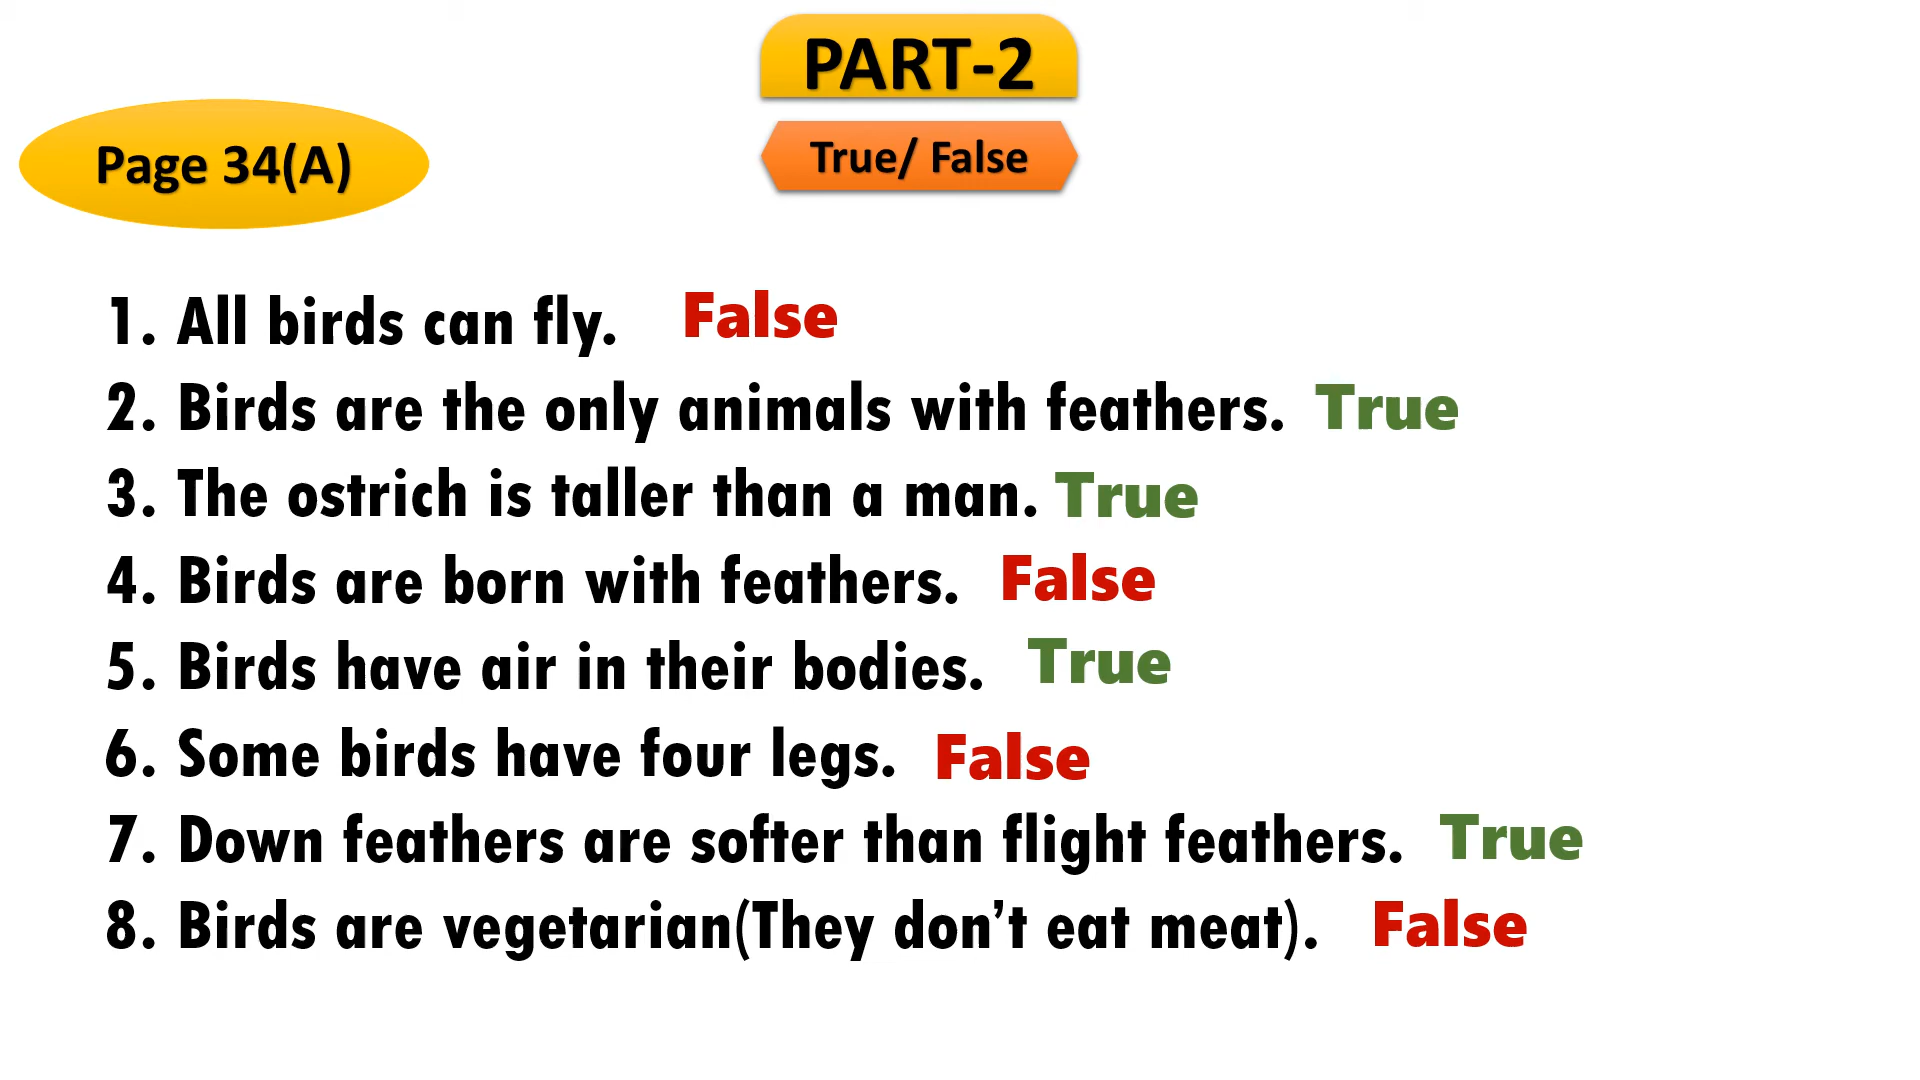 PART-2
True/ False
Page 34(A)
1. All birds can fly. False
2. Birds are the only animals with feathers. True
3. The ostrich is taller than a man. True
4. Birds are born with feathers. False
5. Birds have air in their bodies. True
6. Some birds have four legs. False
7. Down feathers are softer than flight feathers. True
8. Birds are vegetarian(They don’t eat meat). False